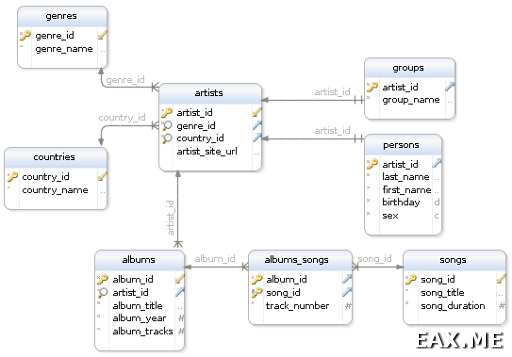 genres
genre_id
genre_name
genre_id
artists
artist_id
genre_id
country_id
artist_site_url
groups
artist_id
group_name
artist_id
country_id
artist_id
persons
artist_id
last_name
first_name
birthday d
sex c
countries
country_id
country_name
artist_id
albums
album_id
artist_id
album_title
album_year #
album_tracks #
album_id
albums_songs
album_id
song_id
track_number #
song_id
songs
song_id
song_title
song_duration #
EAX.ME